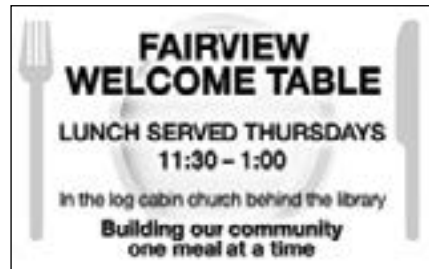 FAIRVIEW
WELCOME TABLE
LUNCH SERVED THURSDAYS
11:30 – 1:00
In the log cabin church behind the library
Building our community
one meal at a time